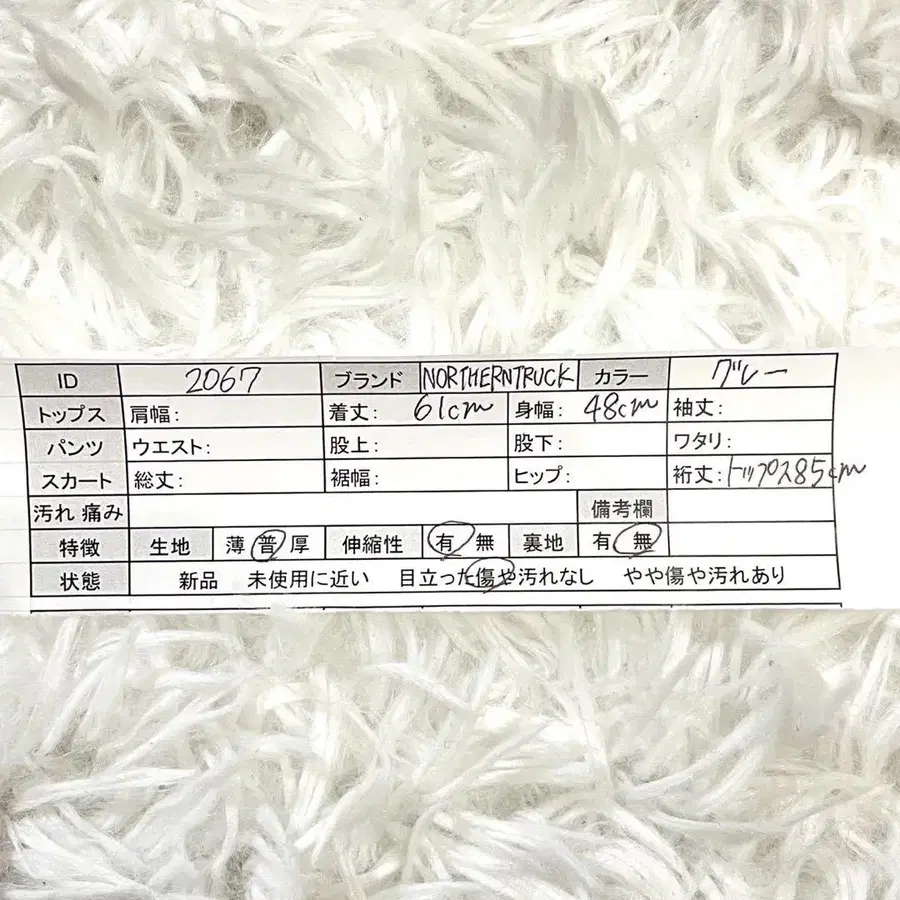 ID 2067 ブランド NORTHERNTRUCK カラー グレー
トップス 肩幅: 着丈: 61cm 身幅: 48cm 袖丈:
パンツ ウエスト: 股上: 股下: ワタリ:
スカート 総丈: 裾幅: ヒップ: 裄丈:トップス85cm
汚れ 痛み 備考欄
特徴 生地 薄 普 厚 伸縮性 有 無 裏地 有 無
状態 新品 未使用に近い 目立った傷や汚れなし やや傷や汚れあり